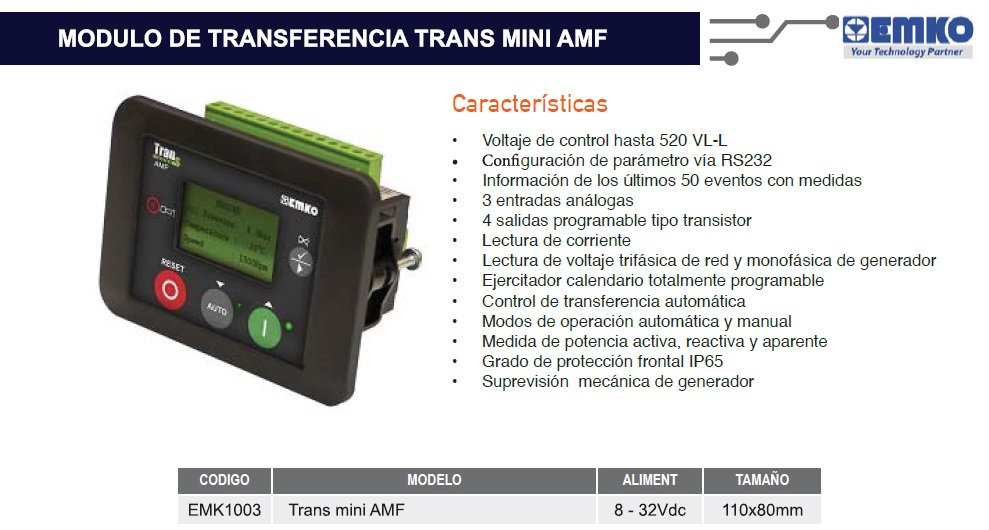 MODULO DE TRANSFERENCIA TRANS MINI AMF
EMKO
Your Technology Partner
Características
• Voltaje de control hasta 520 VL-L
• Configuración de parámetro vía RS232
• Información de los últimos 50 eventos con medidas
• 3 entradas análogas
• 4 salidas programable tipo transistor
• Lectura de corriente
• Lectura de voltaje trifásica de red y monofásica de generador
• Ejercitador calendario totalmente programable
• Control de transferencia automática
• Modos de operación automática y manual
• Medida de potencia activa, reactiva y aparente
• Grado de protección frontal IP65
• Suprevisión mecánica de generador
Trans
AMF
EMKO
Temperature
Speed
RESET
AUTO
CODIGO MODELO ALIMENT TAMAÑO
EMK1003 Trans mini AMF 8 - 32Vdc 110x80mm